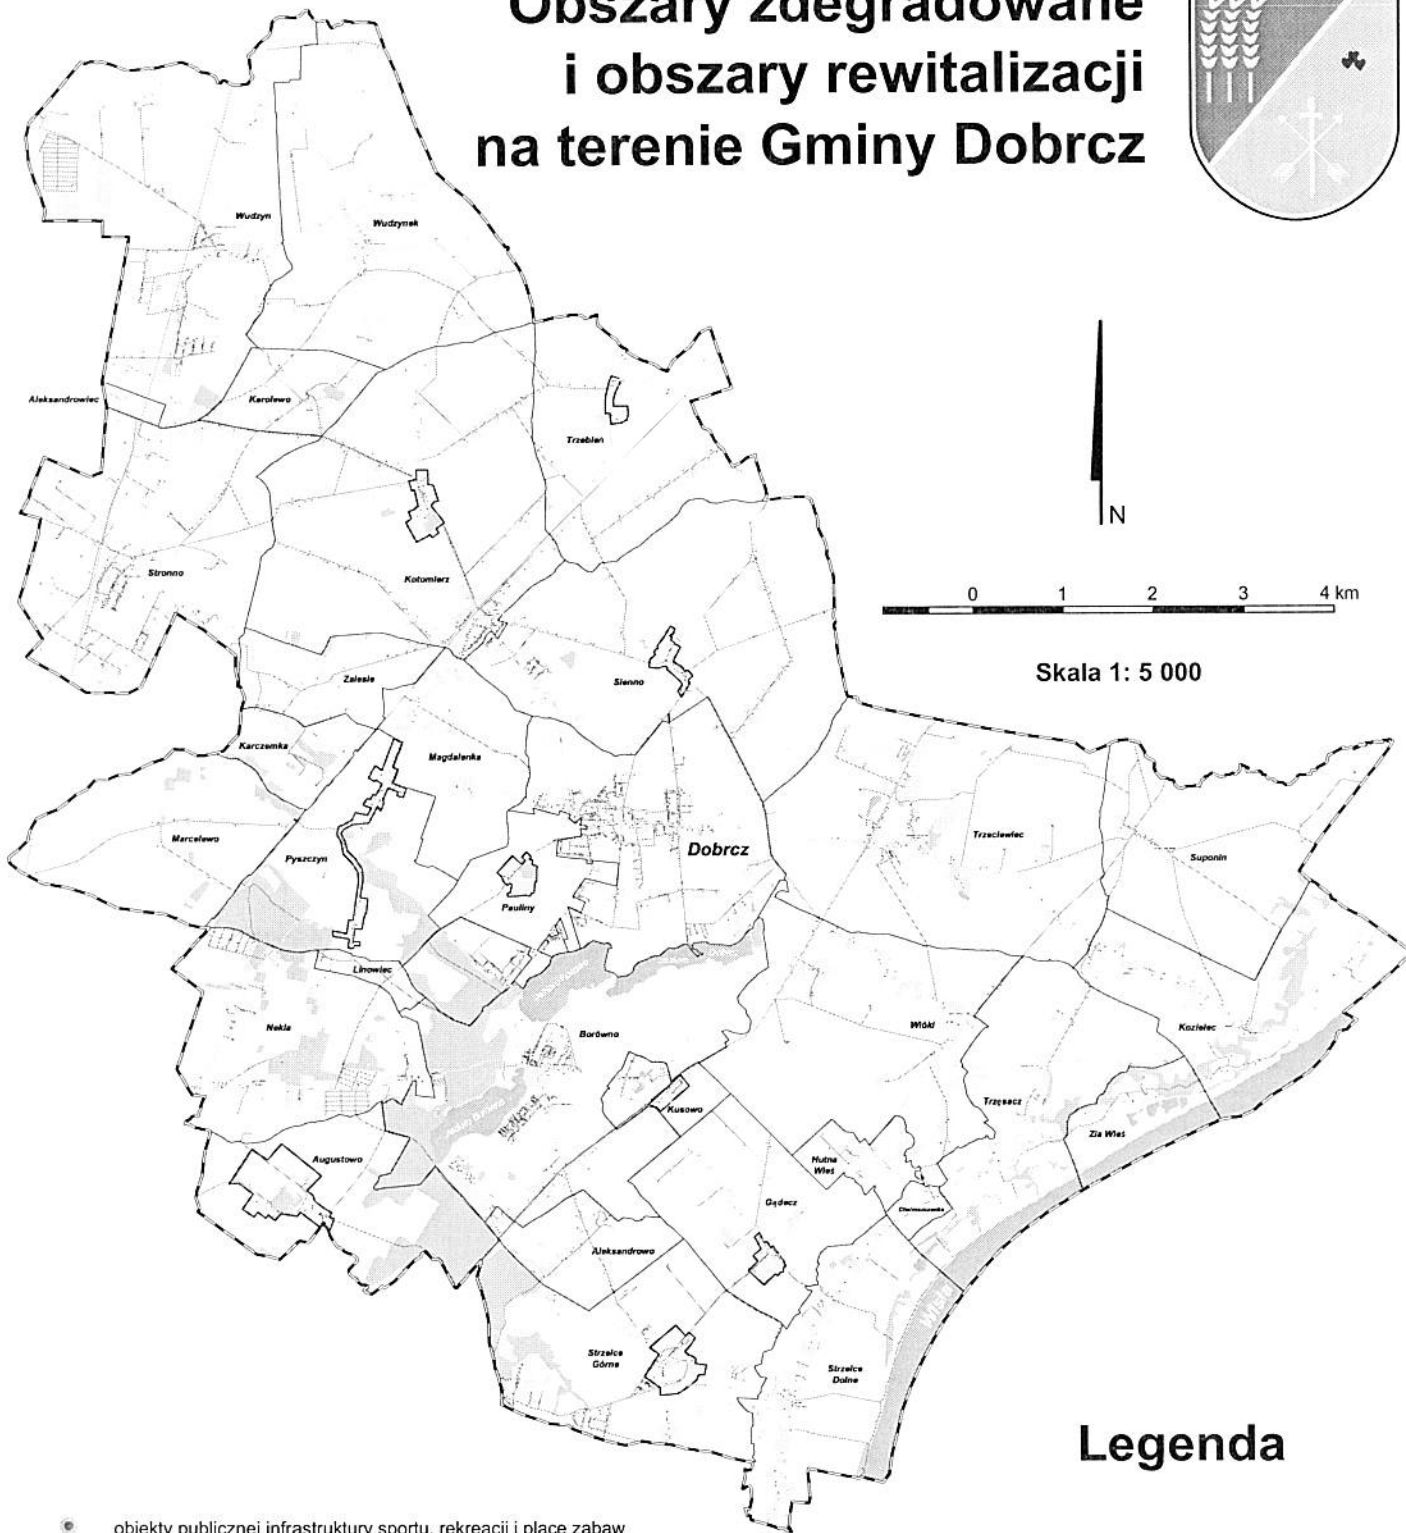 Obszary zdegradowane
i obszary rewitalizacji
na terenie Gminy Dobrcz
Wudzyn
Wudzynek
Aleksandrowiec
Karolewo
Trzebień
N
Stronno
Kotomierz
0 1 2 3 4 km
Skala 1: 5 000
Zalesie
Sienno
Karczemka
Magdalenka
Marcelewo
Pyszczyn
Dobrcz
Trzeciewiec
Suponin
Pauliny
Linowiec
Nekla
Borówno
Włóki
Kozielec
Kusowo
Trzęsacz
Zła Wieś
Augustowo
Hutna
Wieś
Gądecz
Chełmszczonka
Aleksandrowo
Wisła
Strzelce
Górne
Strzelce
Dolne
Legenda
obiekty publicznej infrastruktury sportu, rekreacji i place zabaw